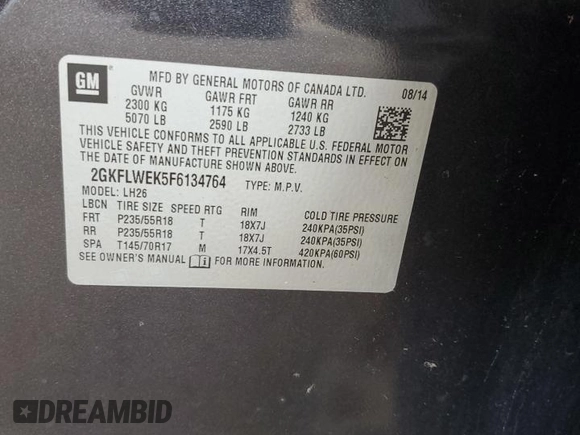 GM
MFD BY GENERAL MOTORS OF CANADA LTD.
08/14
GVWR GAWR FRT GAWR RR
2300 KG 1175 KG 1240 KG
5070 LB 2590 LB 2733 LB
THIS VEHICLE CONFORMS TO ALL APPLICABLE U.S. FEDERAL MOTOR
VEHICLE SAFETY AND THEFT PREVENTION STANDARDS IN EFFECT ON
THE DATE OF MANUFACTURE SHOWN ABOVE.
2GKFLWEK5F6134764 TYPE: M.P.V.
MODEL: LH26
LBCN TIRE SIZE SPEED RTG RIM COLD TIRE PRESSURE
FRT P235/55R18 T 18X7J 240KPA(35PSI)
RR P235/55R18 T 18X7J 240KPA(35PSI)
SPA T145/70R17 M 17X4.5T 420KPA(60PSI)
SEE OWNER'S MANUAL i FOR MORE INFORMATION.
DREAMBID